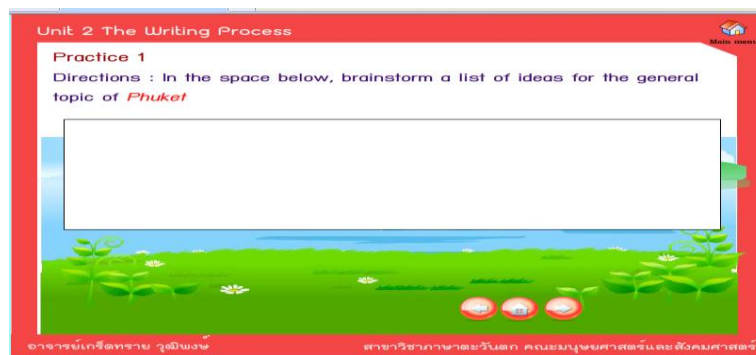 Unit 2 The Writing Process
Main menu
Practice 1
Directions : In the space below, brainstorm a list of ideas for the general
topic of Phuket
อาจารย์เกร็ดทราย วุฒิพงษ์
สาขาวิชาภาษาตะวันตก คณะมนุษยศาสตร์และสังคมศาสตร์